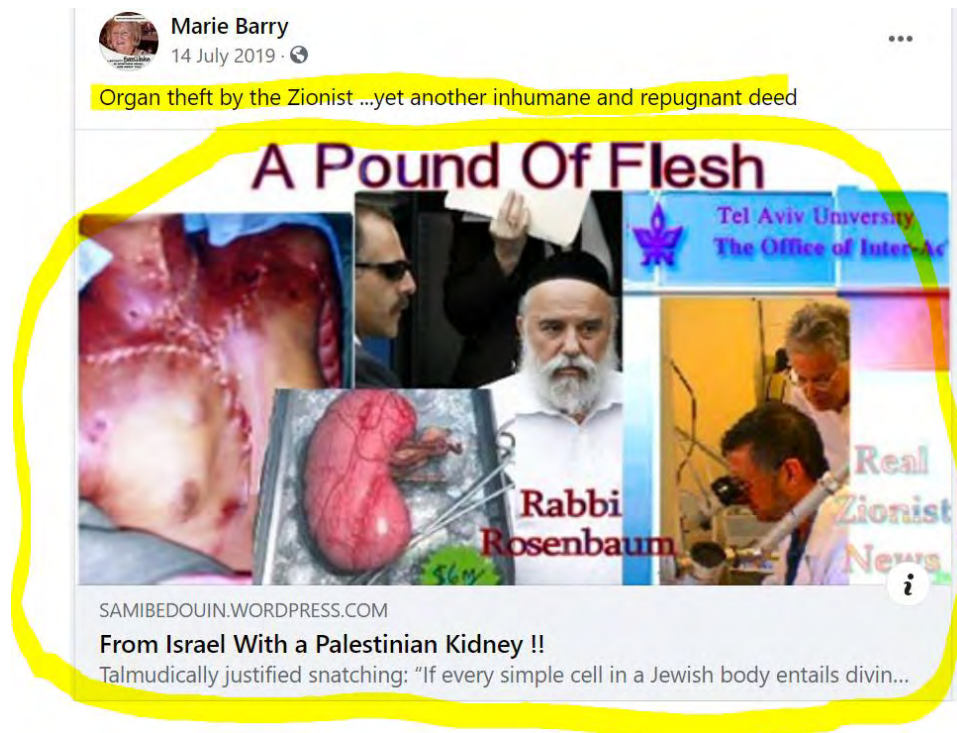 Marie Barry
14 July 2019
Organ theft by the Zionist ...yet another inhumane and repugnant deed
A Pound Of Flesh
Tel Aviv University
The Office of Inter-Ac
Rabbi
Rosenbaum
Real
Zionist
News
SAMIBEDOUIN.WORDPRESS.COM
From Israel With a Palestinian Kidney !!
Talmudically justified snatching: “If every simple cell in a Jewish body entails divin...